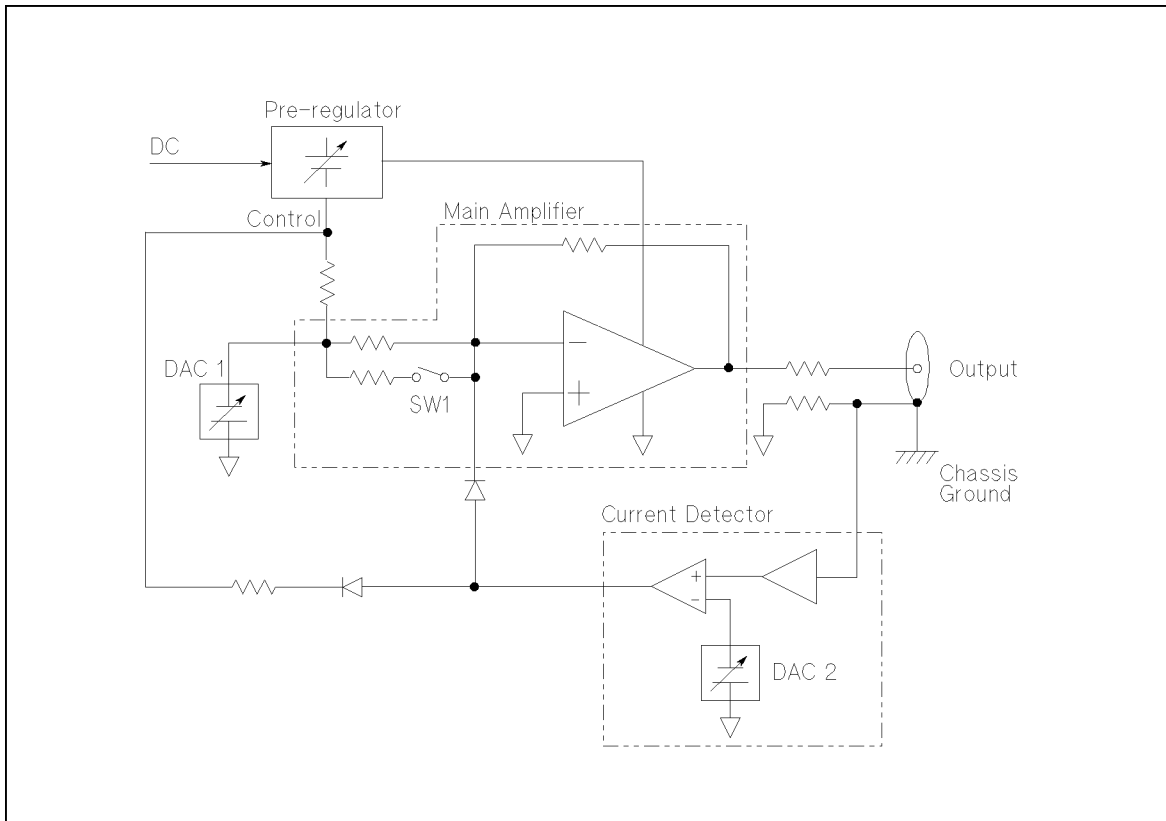 Pre-regulator
DC
Control
Main Amplifier
DAC 1
SW1
Output
Chassis
Ground
Current Detector
DAC 2